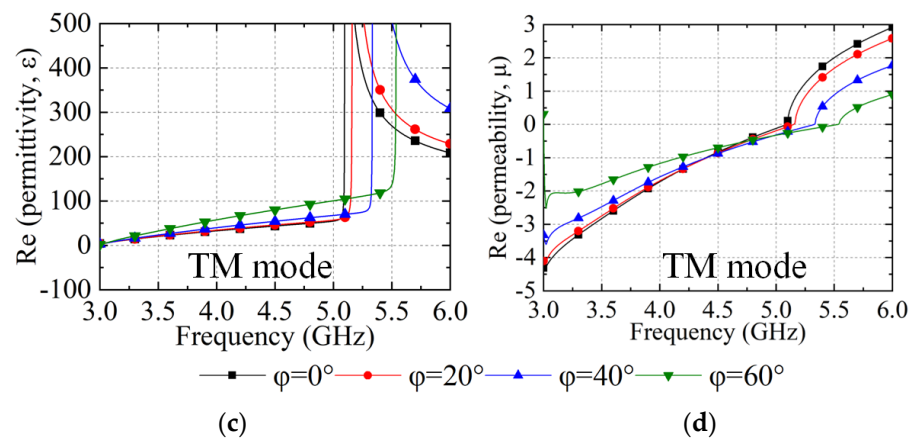 Re (permittivity, ε)
500
400
300
200
100
0
-100
TM mode
3.0 3.5 4.0 4.5 5.0 5.5 6.0
Frequency (GHz)
Re (permeability, μ)
3
2
1
0
-1
-2
-3
-4
-5
TM mode
3.0 3.5 4.0 4.5 5.0 5.5 6.0
Frequency (GHz)
φ=0° φ=20° φ=40° φ=60°
(c) (d)